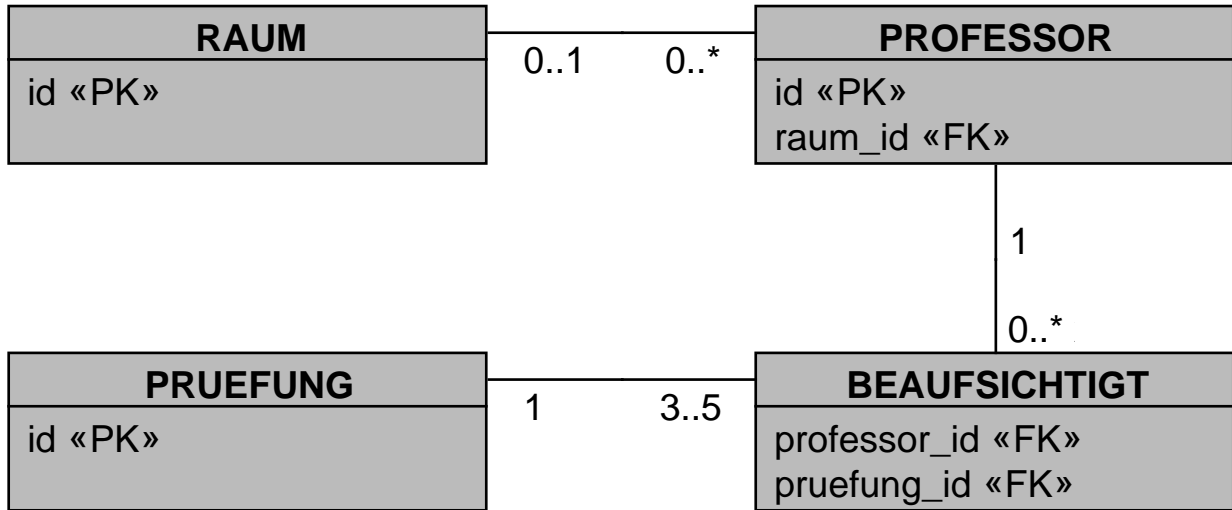 RAUM
id «PK»
0..1
0..*
PROFESSOR
id «PK»
raum_id «FK»
1
0..*
PRUEFUNG
id «PK»
1
3..5
BEAUFSICHTIGT
professor_id «FK»
pruefung_id «FK»